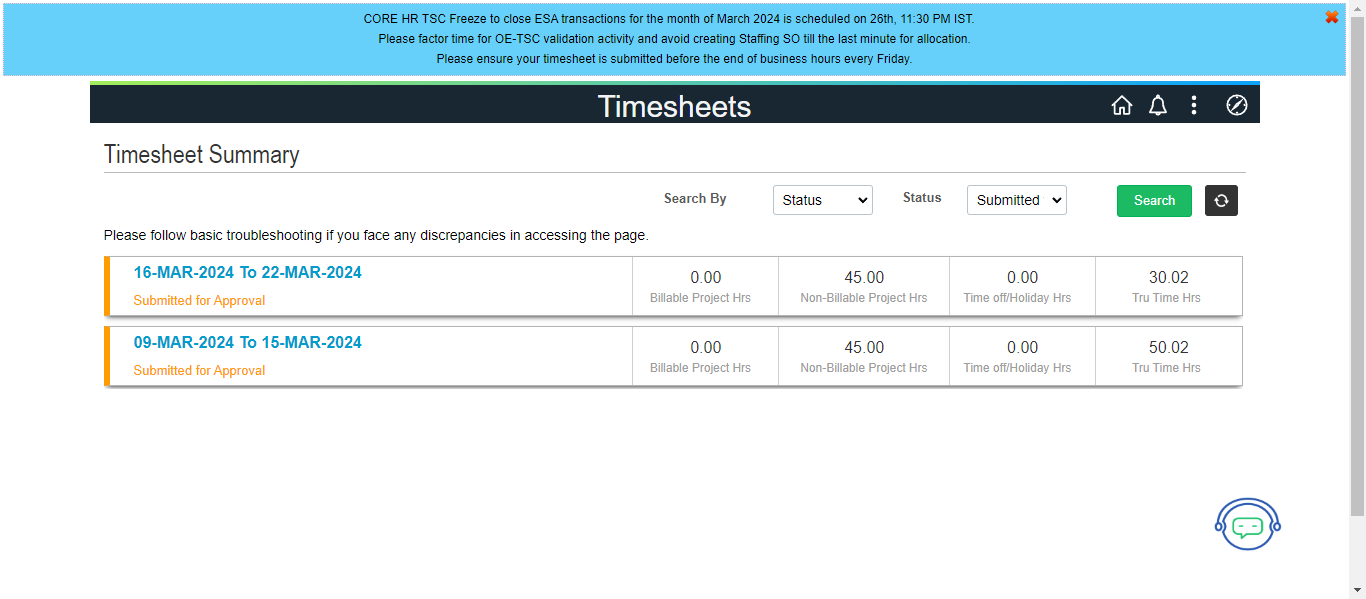 CORE HR TSC Freeze to close ESA transactions for the month of March 2024 is scheduled on 26th, 11:30 PM IST.
Please factor time for OE-TSC validation activity and avoid creating Staffing SO till the last minute for allocation.
Please ensure your timesheet is submitted before the end of business hours every Friday.
Timesheets
Timesheet Summary
Search By Status Status Submitted Search
Please follow basic troubleshooting if you face any discrepancies in accessing the page.
16-MAR-2024 To 22-MAR-2024
Submitted for Approval
0.00 45.00 0.00 30.02
Billable Project Hrs Non-Billable Project Hrs Time off/Holiday Hrs Tru Time Hrs
09-MAR-2024 To 15-MAR-2024
Submitted for Approval
0.00 45.00 0.00 50.02
Billable Project Hrs Non-Billable Project Hrs Time off/Holiday Hrs Tru Time Hrs